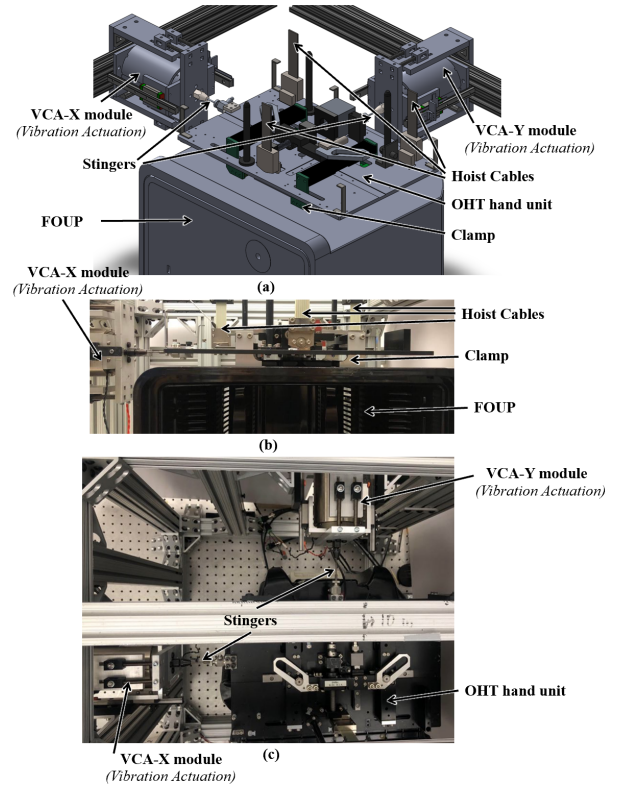 VCA-X module
(Vibration Actuation)
Stingers
FOUP
VCA-Y module
(Vibration Actuation)
Hoist Cables
OHT hand unit
Clamp
(a)
VCA-X module
(Vibration Actuation)
Hoist Cables
Clamp
FOUP
(b)
VCA-Y module
(Vibration Actuation)
Stingers
OHT hand unit
VCA-X module
(Vibration Actuation)
(c)